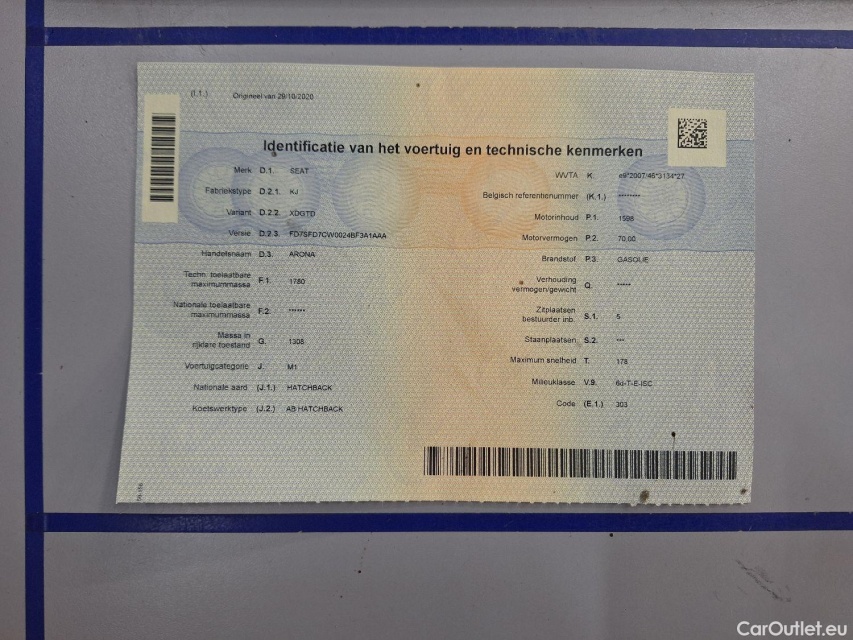 (I.1.) Origineel van 29/10/2020
Identificatie van het voertuig en technische kenmerken
Merk D.1. SEAT
Fabriekstype D.2.1. KJ
Variant D.2.2. XDGTD
Versie D.2.3. FD7SFD7CW0024BF3A1AAA
Handelsnaam D.3. ARONA
Techn. toelaatbare
maximummassa F.1. 1780
Nationale toelaatbare
maximummassa F.2. ******
Massa in
rijklare toestand G. 1308
Voertuigcategorie J. M1
Nationale aard (J.1.) HATCHBACK
Koetswerktype (J.2.) AB HATCHBACK
WVTA K. e9*2007/46*3134*27
Belgisch referentienummer (K.1.) ********
Motorinhoud P.1. 1598
Motorvermogen P.2. 70,00
Brandstof P.3. GASOLIE
Verhouding
vermogen/gewicht Q. *****
Zitplaatsen
bestuurder inb. S.1. 5
Staanplaatsen S.2. ***
Maximum snelheid T. 178
Milieuklasse V.9. 6d-T-E-ISC
Code (E.1.) 303
CarOutlet.eu